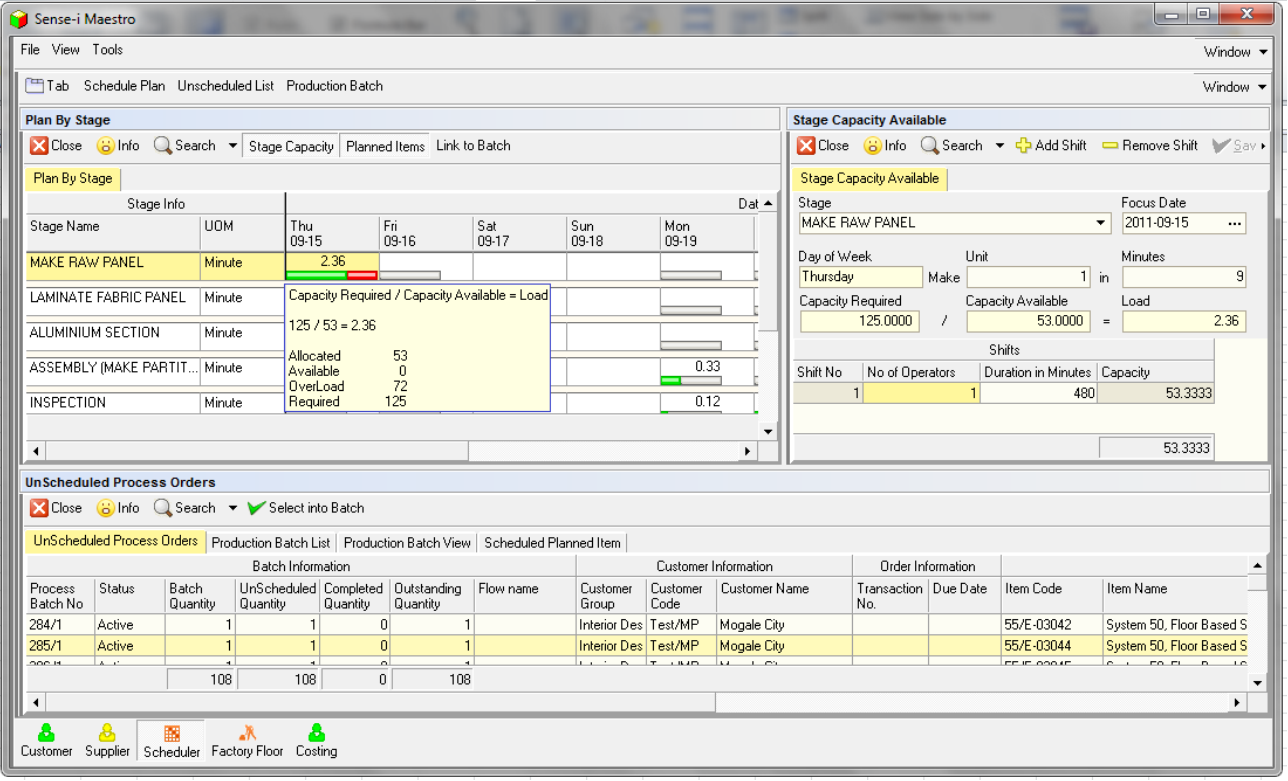 Sense-i Maestro
File View Tools
Window
Tab Schedule Plan Unscheduled List Production Batch
Window
Plan By Stage
Close Info Search Stage Capacity Planned Items Link to Batch
Plan By Stage
Stage Info
Dat
Stage Name UOM Thu 09-15 Fri 09-16 Sat 09-17 Sun 09-18 Mon 09-19
MAKE RAW PANEL Minute 2.36
LAMINATE FABRIC PANEL Minute
ALUMINIUM SECTION Minute
ASSEMBLY (MAKE PARTIT... Minute 0.33
INSPECTION Minute 0.12
Capacity Required / Capacity Available = Load
125 / 53 = 2.36
Allocated 53
Available 0
OverLoad 72
Required 125
Stage Capacity Available
Close Info Search Add Shift Remove Shift Sav
Stage Capacity Available
Stage Focus Date
MAKE RAW PANEL 2011-09-15 ...
Day of Week Unit Minutes
Thursday Make 1 in 9
Capacity Required Capacity Available Load
125.0000 / 53.0000 = 2.36
Shifts
Shift No No of Operators Duration in Minutes Capacity
1 1 480 53.3333
53.3333
UnScheduled Process Orders
Close Info Search Select into Batch
UnScheduled Process Orders Production Batch List Production Batch View Scheduled Planned Item
Batch Information Customer Information Order Information
Process Batch No Status Batch Quantity UnScheduled Quantity Completed Quantity Outstanding Quantity Flow name Customer Group Customer Code Customer Name Transaction No. Due Date Item Code Item Name
284/1 Active 1 1 0 1 Interior Des Test/MP Mogale City 55/E-03042 System 50, Floor Based S
285/1 Active 1 1 0 1 Interior Des Test/MP Mogale City 55/E-03044 System 50, Floor Based S
108 108 0 108
Customer Supplier Scheduler Factory Floor Costing